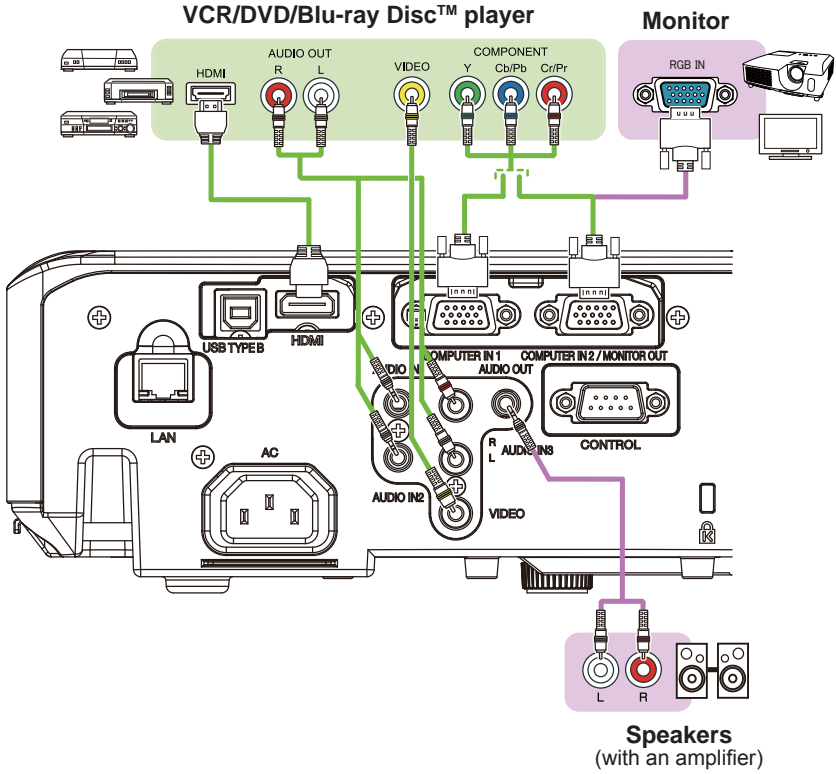 VCR/DVD/Blu-ray Disc™ player
Monitor
AUDIO OUT
COMPONENT
HDMI
R
L
VIDEO
Y
Cb/Pb
Cr/Pr
RGB IN
USB TYPE B
HDMI
COMPUTER IN 1
COMPUTER IN 2 / MONITOR OUT
AUDIO IN
AUDIO OUT
LAN
AC
R
L
AUDIO IN3
CONTROL
AUDIO IN2
VIDEO
K
L
R
Speakers
(with an amplifier)